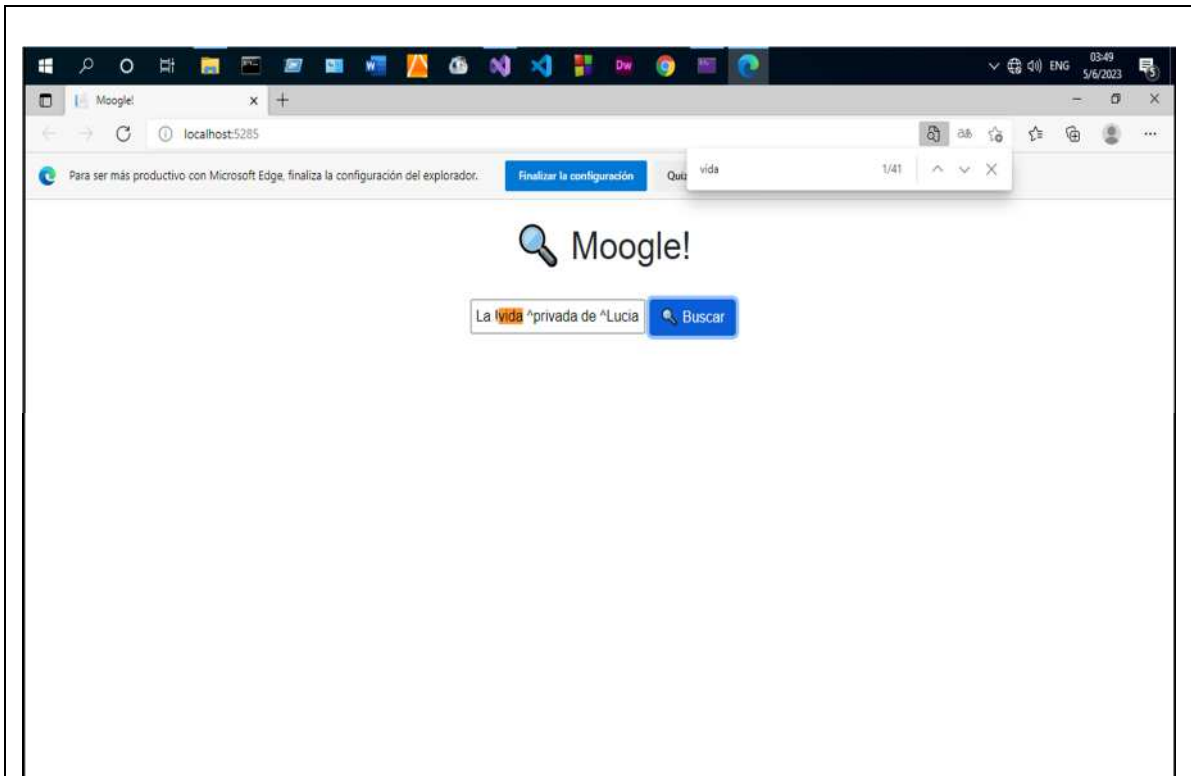 03:49
ENG
5/6/2023
Moogle!
localhost:5285
Para ser más productivo con Microsoft Edge, finaliza la configuración del explorador.
Finalizar la configuración
vida
1/41
Moogle!
La !vida ^privada de ^Lucia
Buscar